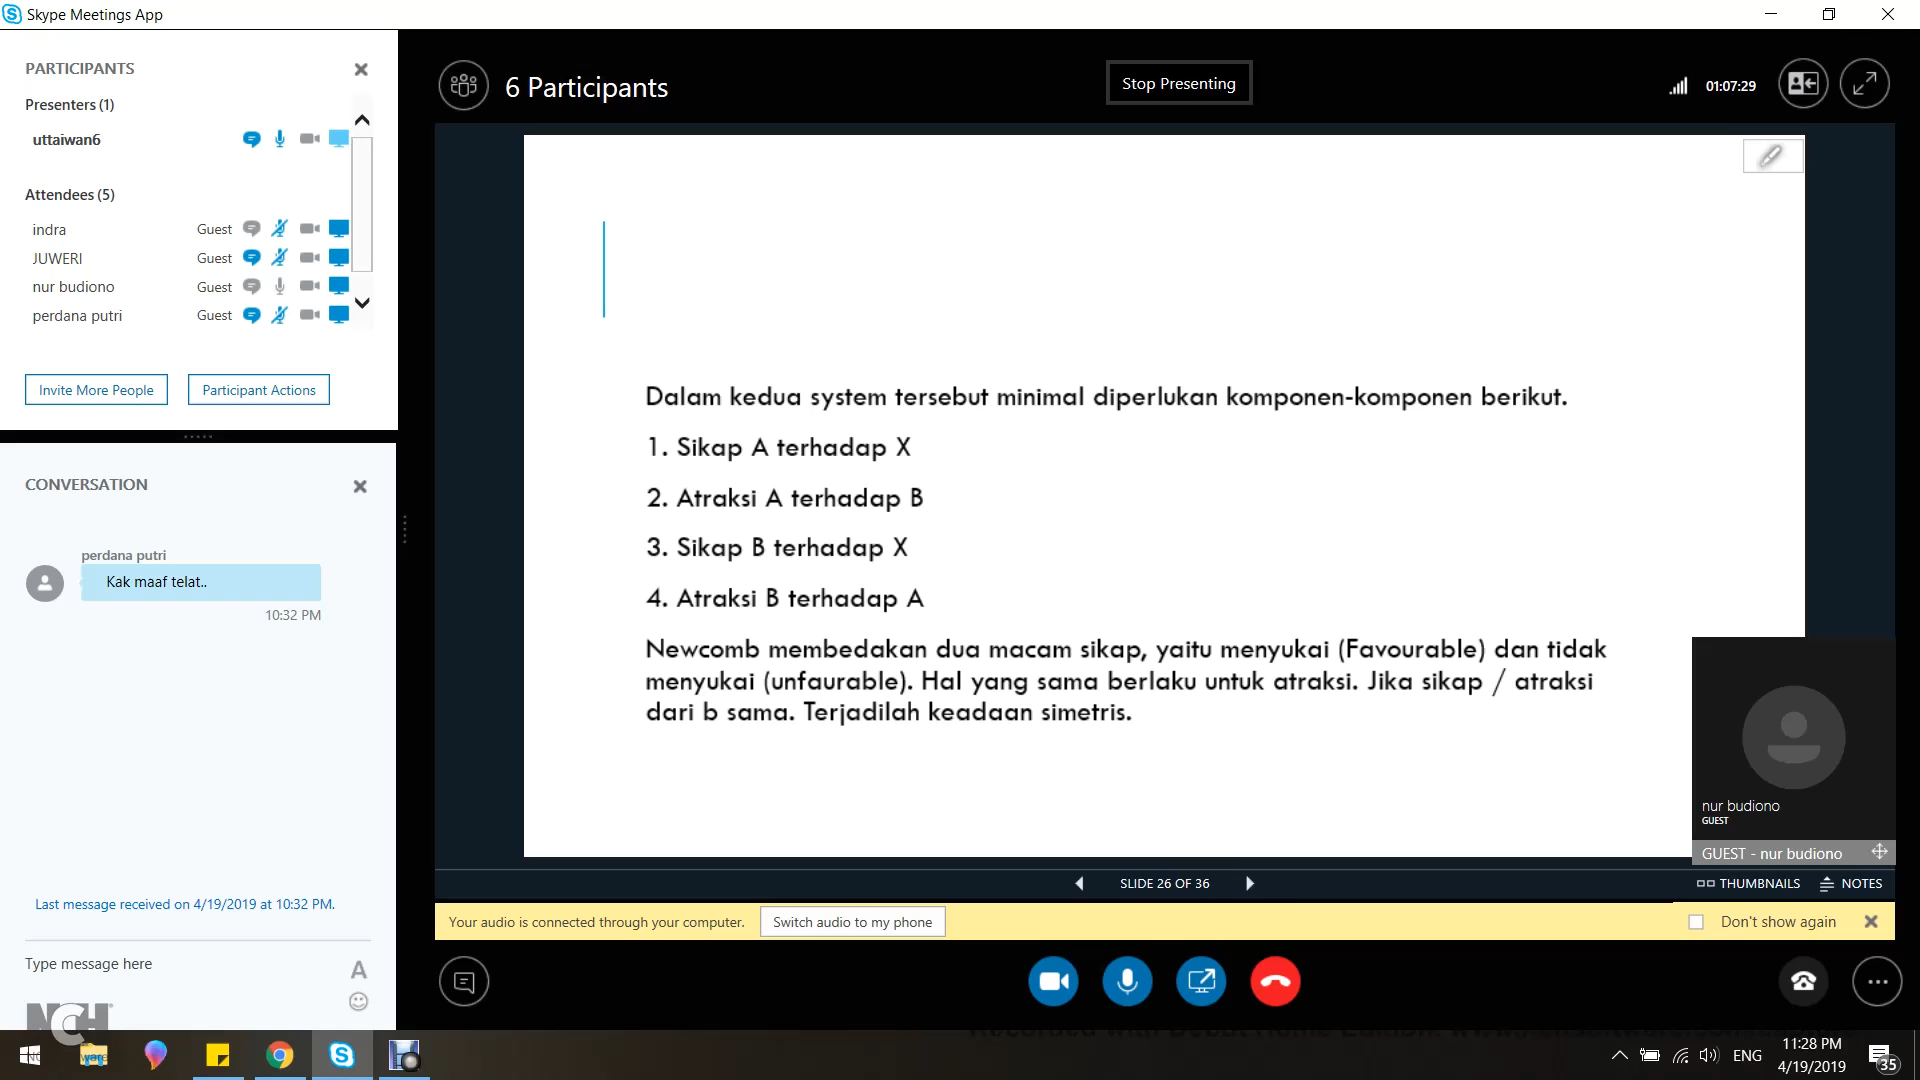 Skype Meetings App
PARTICIPANTS
Presenters (1)
uttaiwan6
Attendees (5)
indra Guest
JUWERI Guest
nur budiono Guest
perdana putri Guest
Invite More People Participant Actions
CONVERSATION
perdana putri
Kak maaf telat..
10:32 PM
Last message received on 4/19/2019 at 10:32 PM.
Type message here
A
NCH
6 Participants
Stop Presenting
01:07:29
Dalam kedua system tersebut minimal diperlukan komponen-komponen berikut.
1. Sikap A terhadap X
2. Atraksi A terhadap B
3. Sikap B terhadap X
4. Atraksi B terhadap A
Newcomb membedakan dua macam sikap, yaitu menyukai (Favourable) dan tidak
menyukai (unfaurable). Hal yang sama berlaku untuk atraksi. Jika sikap / atraksi
dari b sama. Terjadilah keadaan simetris.
nur budiono
GUEST
GUEST - nur budiono
SLIDE 26 OF 36
THUMBNAILS NOTES
Your audio is connected through your computer. Switch audio to my phone Don't show again
ENG
11:28 PM
4/19/2019
35